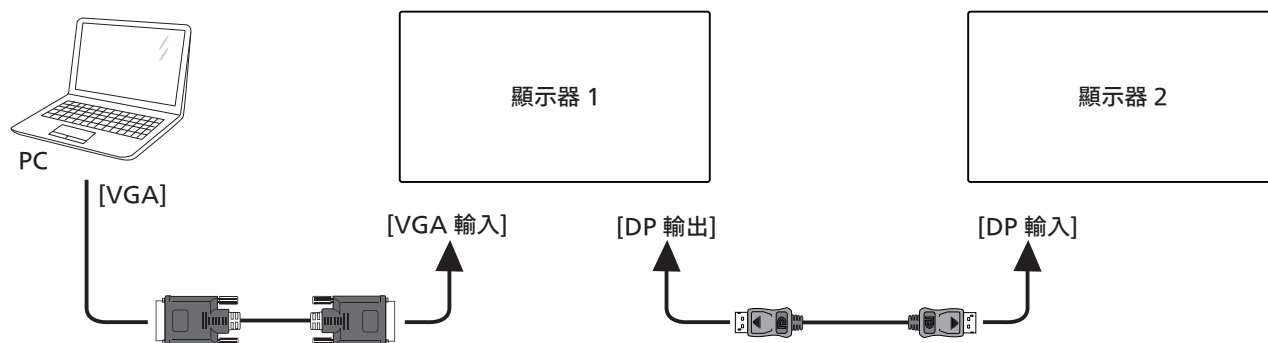 顯示器 1
顯示器 2
PC
[VGA]
[VGA 輸入]
[DP 輸出]
[DP 輸入]